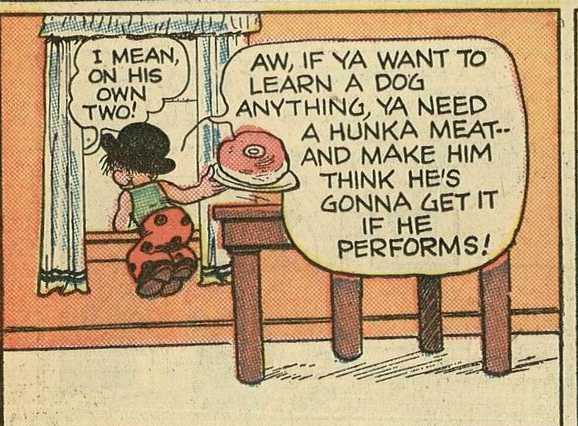 I MEAN,
ON HIS
OWN
TWO!
AW, IF YA WANT TO
LEARN A DOG
ANYTHING, YA NEED
A HUNKA MEAT--
AND MAKE HIM
THINK HE'S
GONNA GET IT
IF HE
PERFORMS!